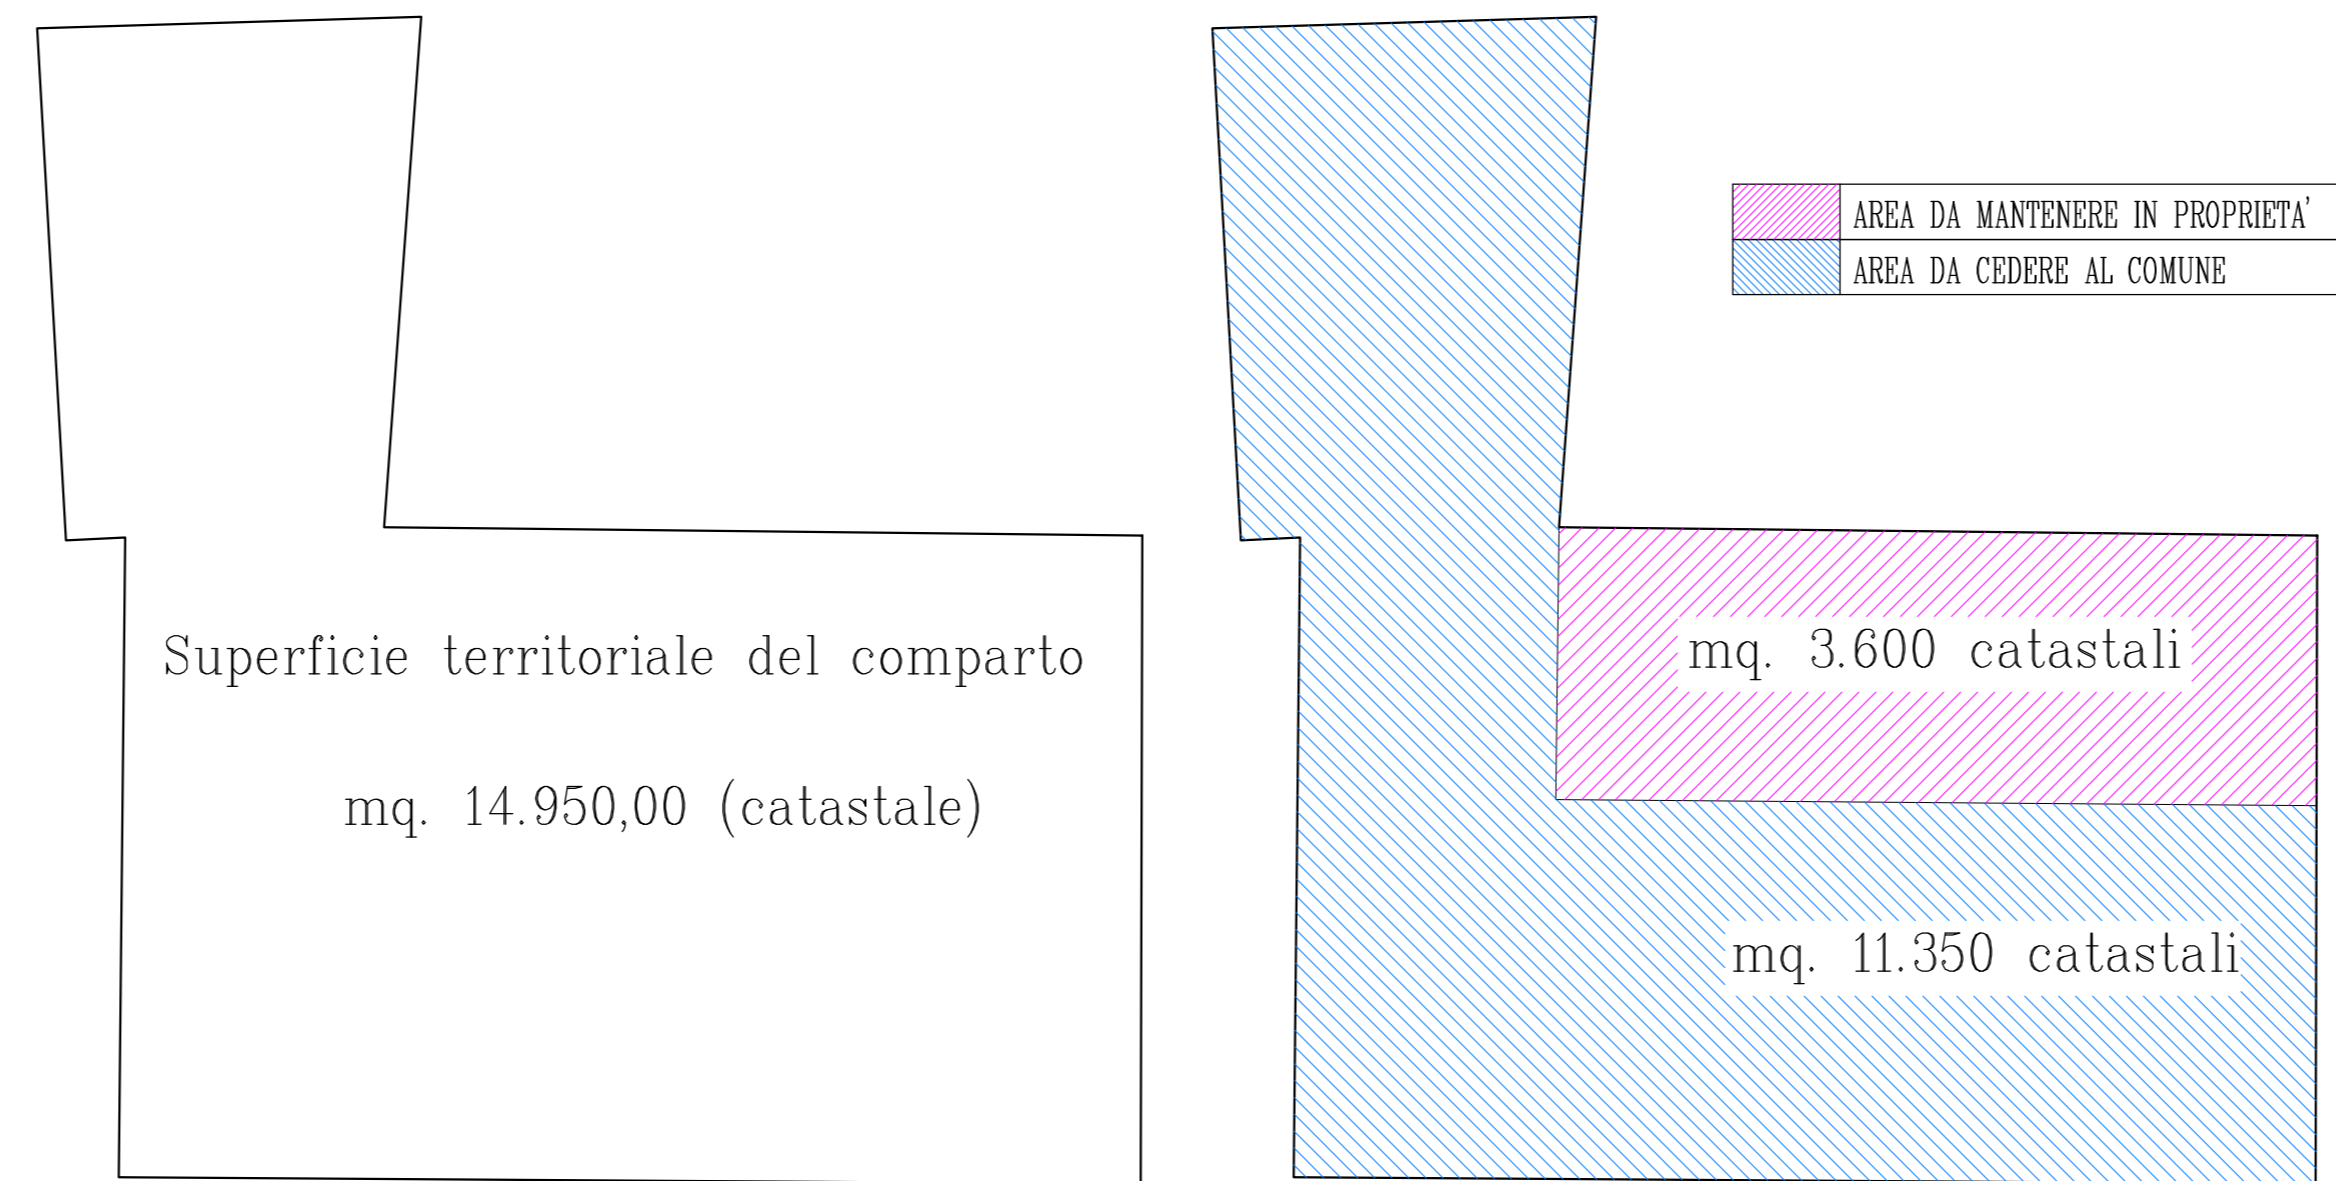 AREA DA MANTENERE IN PROPRIETA'
AREA DA CEDERE AL COMUNE
Superficie territoriale del comparto
mq. 14.950,00 (catastale)
mq. 3.600 catastali
mq. 11.350 catastali